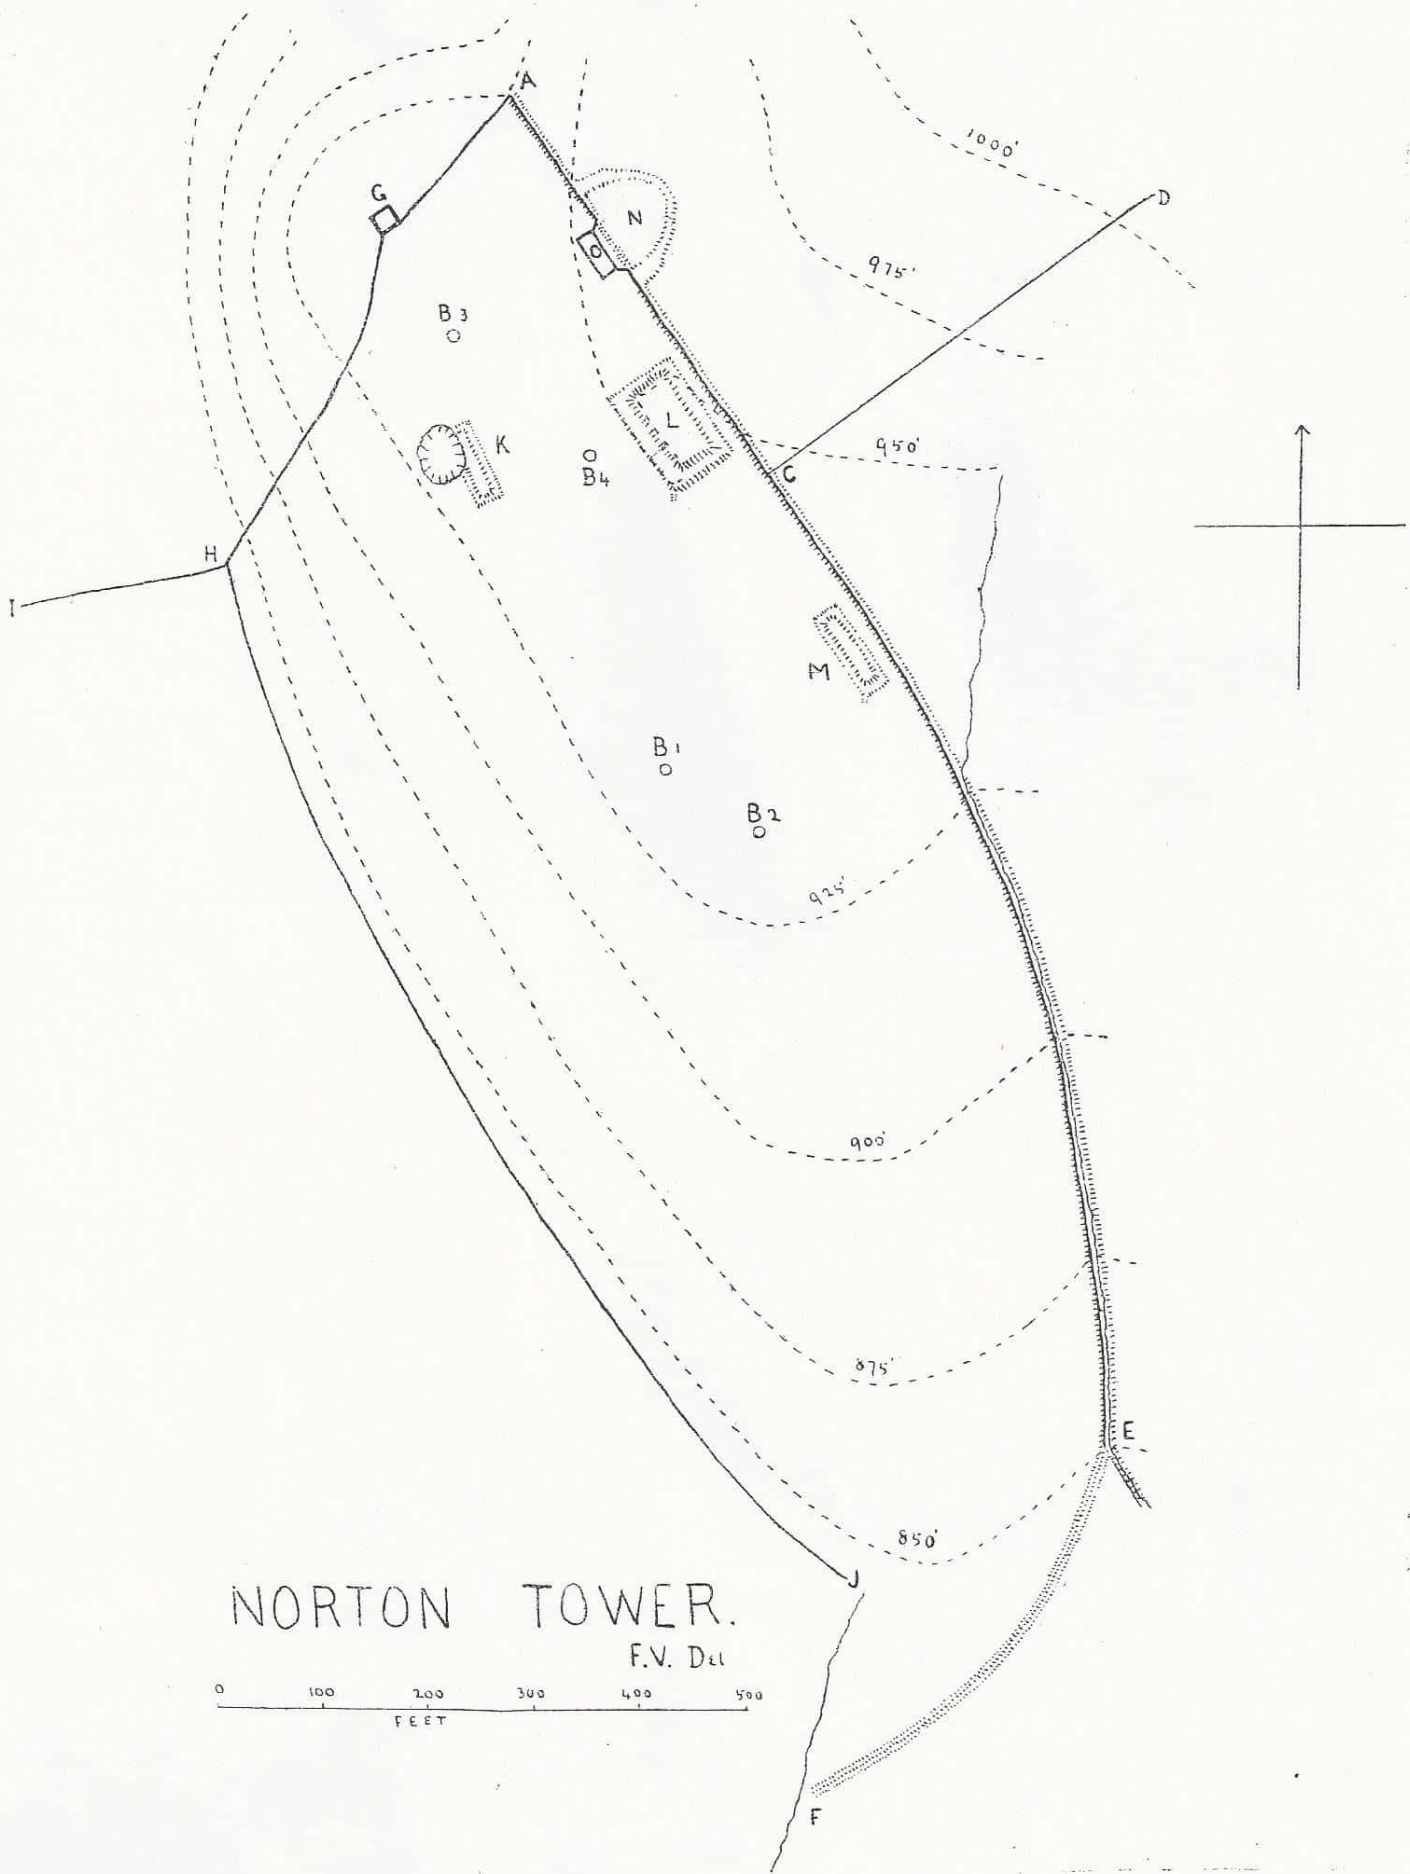 A
1000'
D
G
N
O
975'
B3
L
K
950'
C
B4
H
I
M
B1
B2
925'
900'
875'
E
850'
J
NORTON TOWER.
F.V. Del
0 100 200 300 400 500
FEET
F